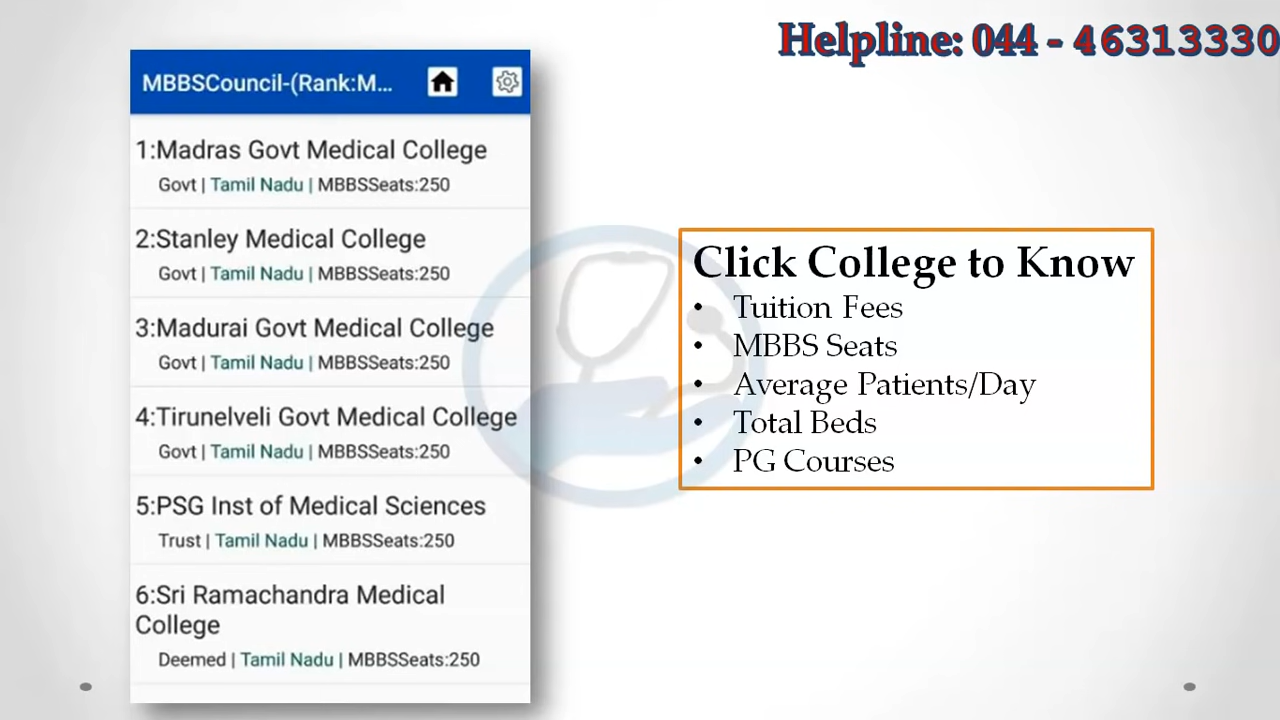 Helpline: 044 - 46313330
MBBSCouncil-(Rank:M...
1:Madras Govt Medical College
Govt | Tamil Nadu | MBBSSeats:250
2:Stanley Medical College
Govt | Tamil Nadu | MBBSSeats:250
3:Madurai Govt Medical College
Govt | Tamil Nadu | MBBSSeats:250
4:Tirunelveli Govt Medical College
Govt | Tamil Nadu | MBBSSeats:250
5:PSG Inst of Medical Sciences
Trust | Tamil Nadu | MBBSSeats:250
6:Sri Ramachandra Medical
College
Deemed | Tamil Nadu | MBBSSeats:250
Click College to Know
• Tuition Fees
• MBBS Seats
• Average Patients/Day
• Total Beds
• PG Courses